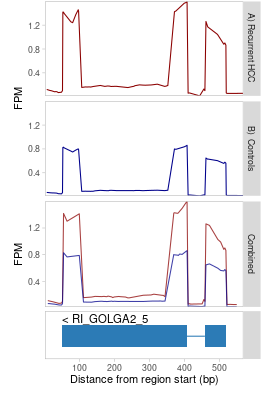 1.2
0.8
0.4
A) Recurrent HCC
FPM
1.2
0.8
0.4
B) Controls
1.2
0.8
0.4
FPM
Combined
< RI_GOLGA2_5
100
200
300
400
500
Distance from region start (bp)